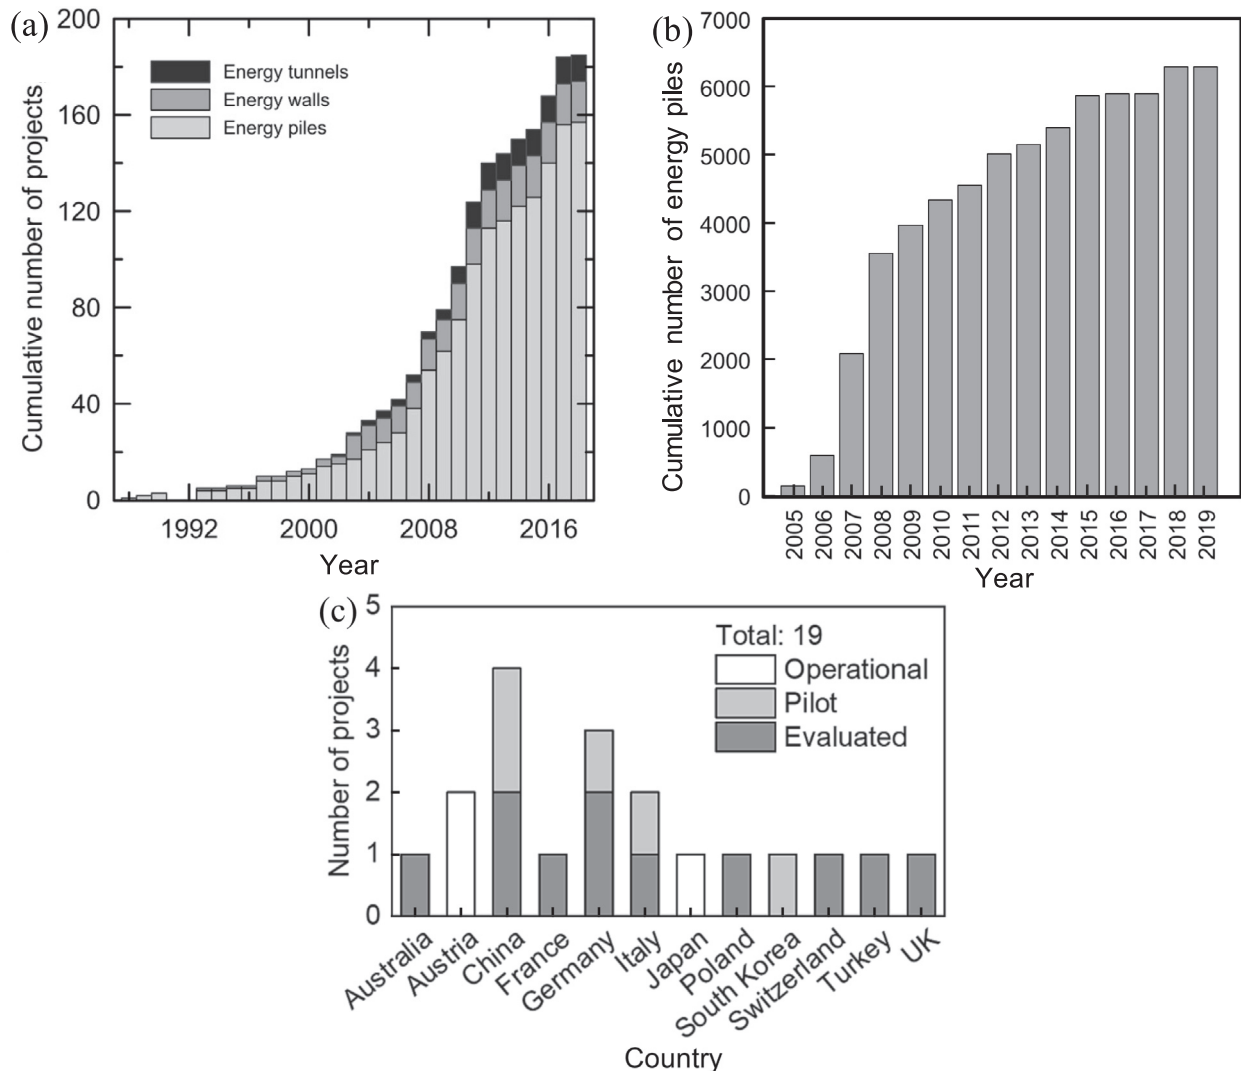 (a)
Cumulative number of projects
200
160
120
80
40
0
Energy tunnels
Energy walls
Energy piles
1992
2000
2008
2016
Year
(b)
Cumulative number of energy piles
7000
6000
5000
4000
3000
2000
1000
0
2005
2006
2007
2008
2009
2010
2011
2012
2013
2014
2015
2016
2017
2018
2019
Year
(c)
Number of projects
5
4
3
2
1
0
Total: 19
Operational
Pilot
Evaluated
Australia
Austria
China
France
Germany
Italy
Japan
Poland
South Korea
Switzerland
Turkey
UK
Country